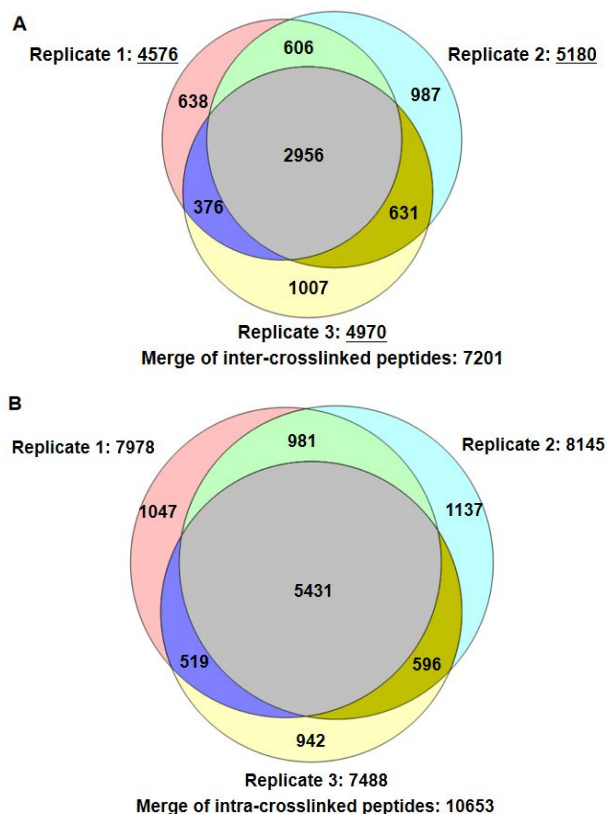 A
606
Replicate 1: 4576
Replicate 2: 5180
638
987
2956
376
631
1007
Replicate 3: 4970
Merge of inter-crosslinked peptides: 7201
B
981
Replicate 1: 7978
Replicate 2: 8145
1047
1137
5431
519
596
942
Replicate 3: 7488
Merge of intra-crosslinked peptides: 10653